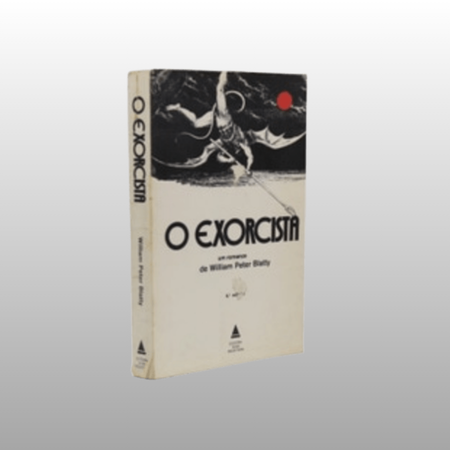 O EXORCISTA
William Peter Blatty
O EXORCISTA
um romance
de William Peter Blatty